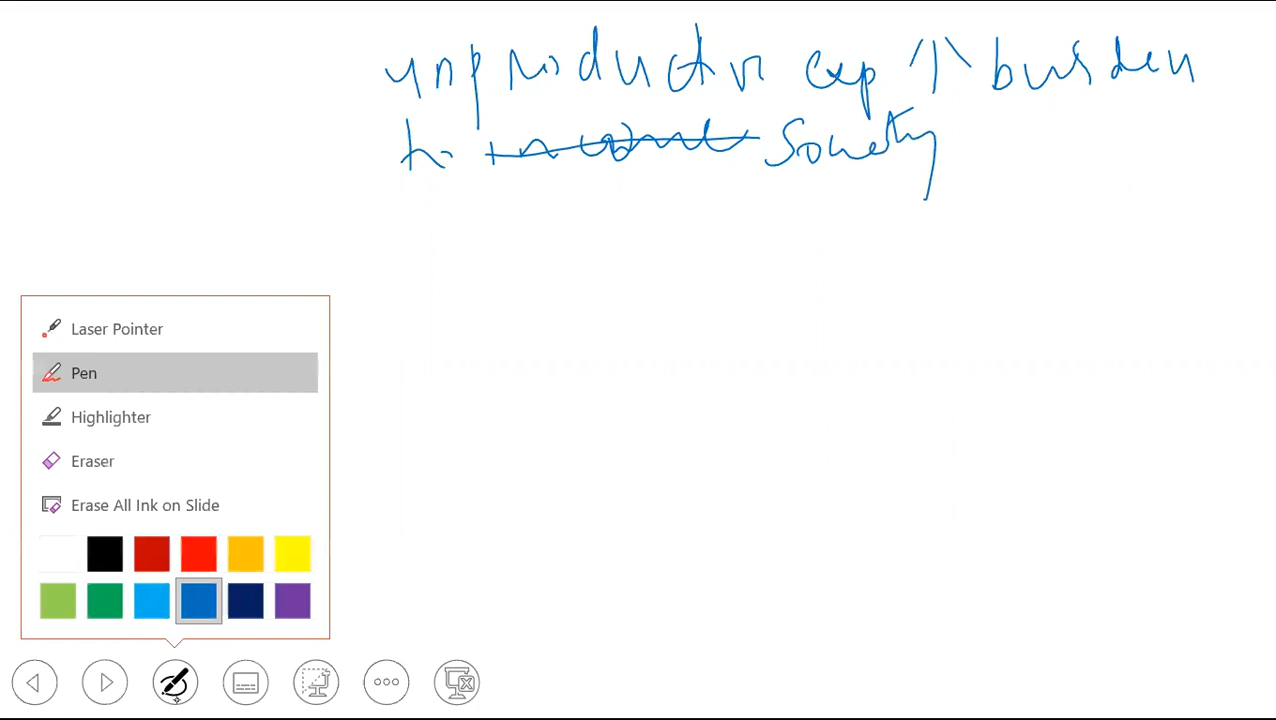 unproductive exp ↑ burden
to society
Laser Pointer
Pen
Highlighter
Eraser
Erase All Ink on Slide